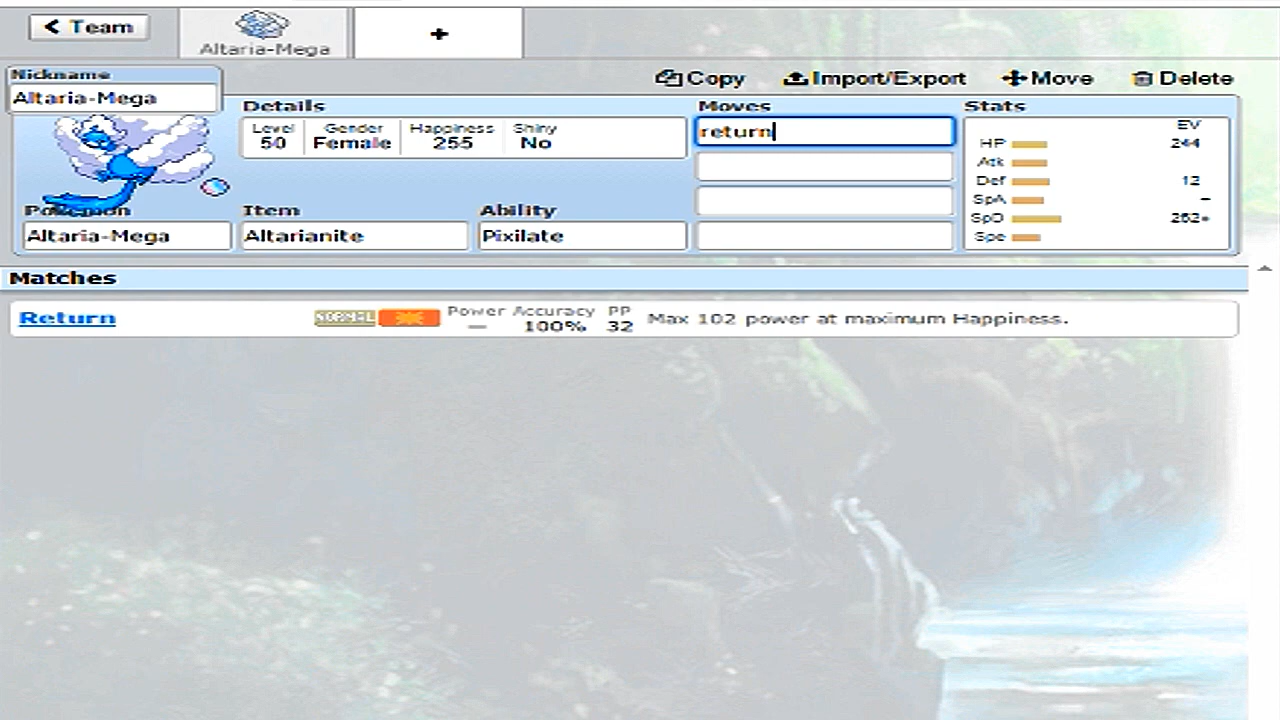 Team
Altaria-Mega
+
Nickname
Altaria-Mega
Copy Import/Export Move Delete
Details
Level Gender Happiness Shiny
50 Female 255 No
Pokémon
Altaria-Mega
Item
Altarianite
Ability
Pixilate
Moves
return
Stats
EV
HP 244
Atk
Def 12
SpA –
SpD 252+
Spe
Matches
Return NORMAL Power Accuracy PP Max 102 power at maximum Happiness.
— 100% 32